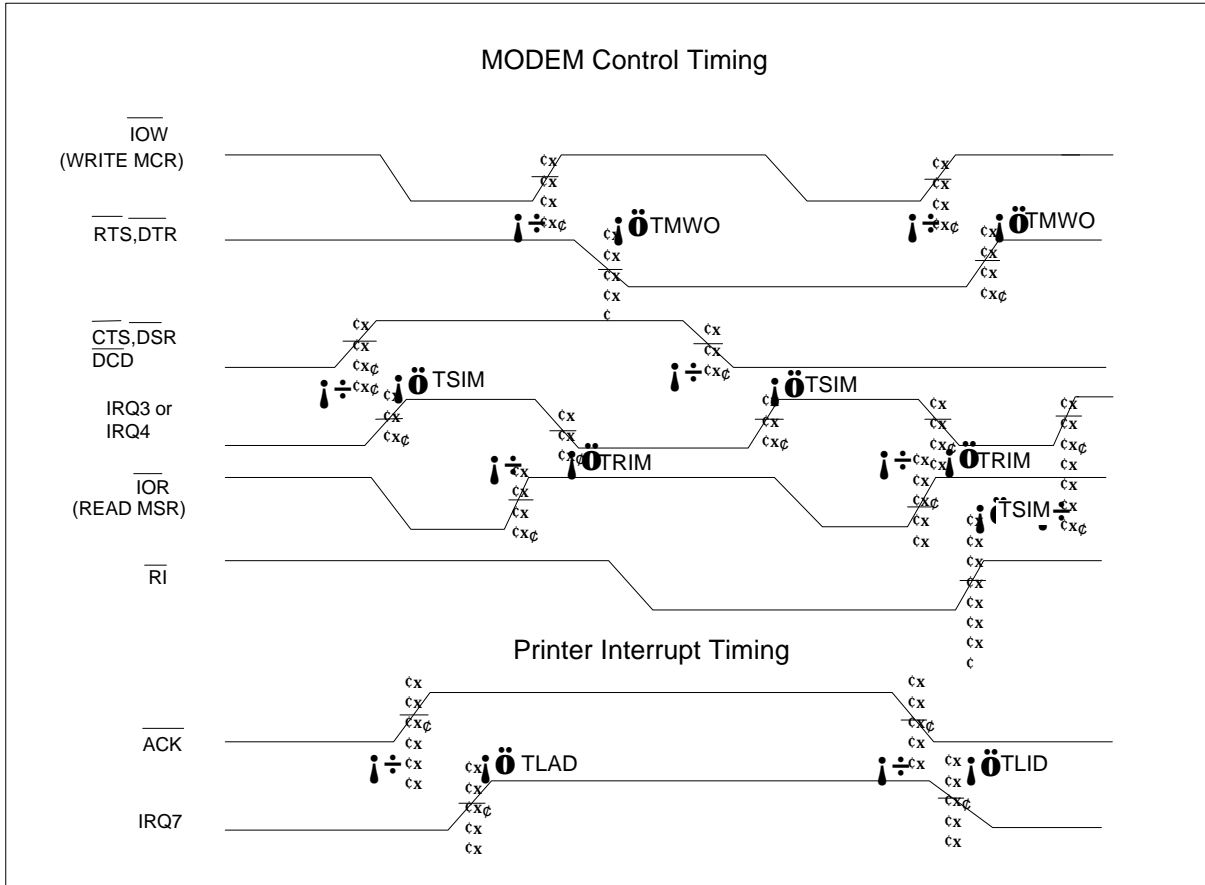 MODEM Control Timing
IOW
(WRITE MCR)
RTS,DTR
TMWO
TMWO
CTS,DSR
DCD
TSIM
TSIM
IRQ3 or
IRQ4
TRIM
TRIM
IOR
(READ MSR)
TSIM
RI
Printer Interrupt Timing
ACK
TLAD
TLID
IRQ7